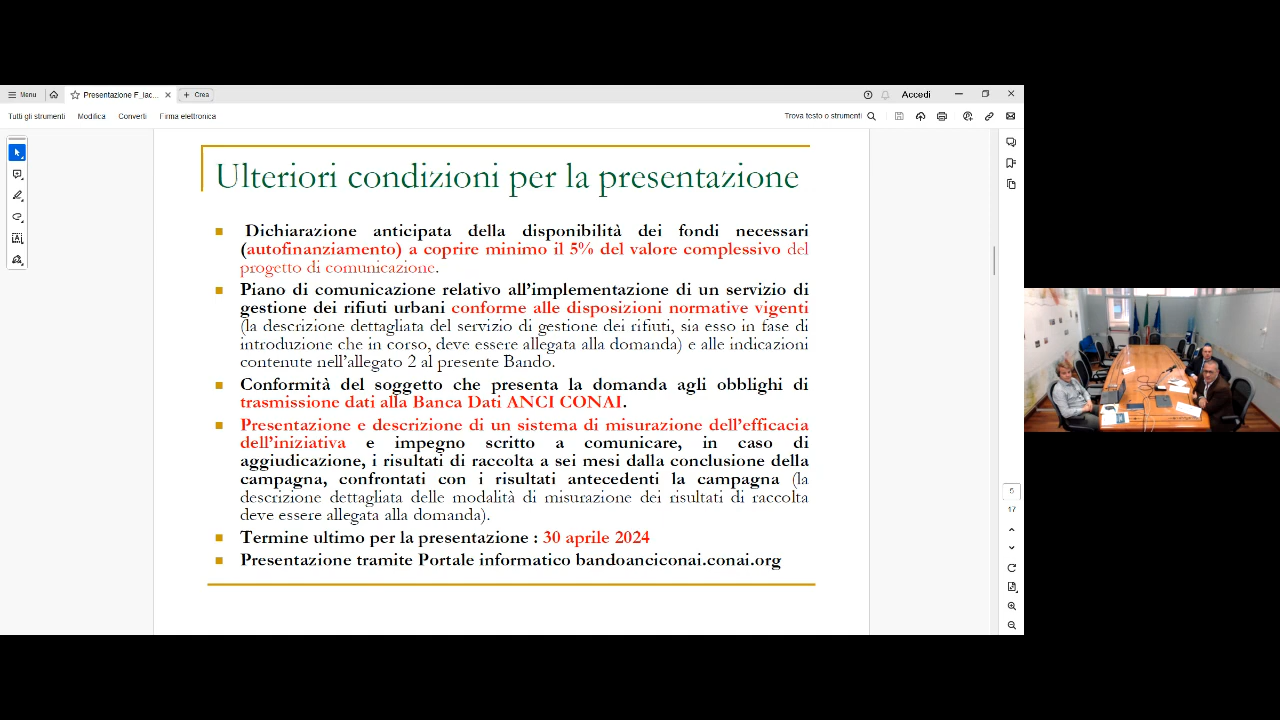 Menu
Presentazione F_Iac...
Crea
Accedi
Tutti gli strumenti
Modifica
Converti
Firma elettronica
Trova testo o strumenti
Ulteriori condizioni per la presentazione
Dichiarazione anticipata della disponibilità dei fondi necessari
(autofinanziamento) a coprire minimo il 5% del valore complessivo del
progetto di comunicazione.
Piano di comunicazione relativo all'implementazione di un servizio di
gestione dei rifiuti urbani conforme alle disposizioni normative vigenti
(la descrizione dettagliata del servizio di gestione dei rifiuti, sia esso in fase di
introduzione che in corso, deve essere allegata alla domanda) e alle indicazioni
contenute nell'allegato 2 al presente Bando.
Conformità del soggetto che presenta la domanda agli obblighi di
trasmissione dati alla Banca Dati ANCI CONAI.
Presentazione e descrizione di un sistema di misurazione dell'efficacia
dell'iniziativa e impegno scritto a comunicare, in caso di
aggiudicazione, i risultati di raccolta a sei mesi dalla conclusione della
campagna, confrontati con i risultati antecedenti la campagna (la
descrizione dettagliata delle modalità di misurazione dei risultati di raccolta
deve essere allegata alla domanda).
Termine ultimo per la presentazione : 30 aprile 2024
Presentazione tramite Portale informatico bandoanciconai.conai.org
5
17